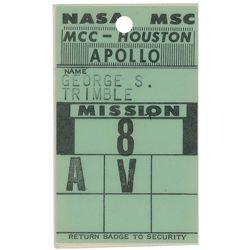 NASA MSC
MCC - HOUSTON
APOLLO
NAME
GEORGE S.
TRIMBLE
MISSION
8
A V
RETURN BADGE TO SECURITY